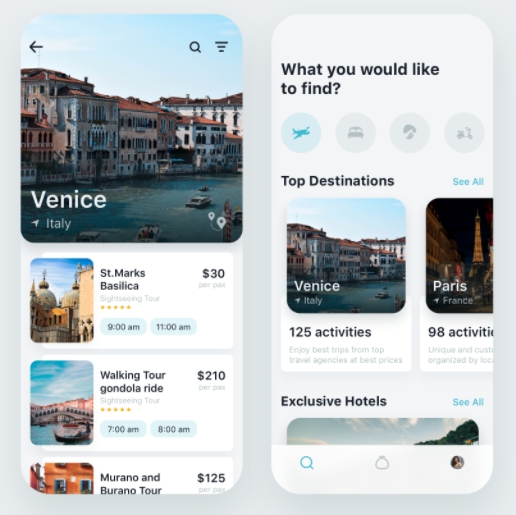 Venice
Italy
St.Marks
Basilica
$30
per pax
Sightseeing Tour
9:00 am
11:00 am
Walking Tour
gondola ride
$210
per pax
Sightseeing Tour
7:00 am
8:00 am
Murano and
Burano Tour
$125
per pax
What you would like
to find?
Top Destinations
See All
Venice
Italy
125 activities
Enjoy best trips from top
travel agencies at best prices
Paris
France
98 activitie
Unique and custo
organized by loca
Exclusive Hotels
See All